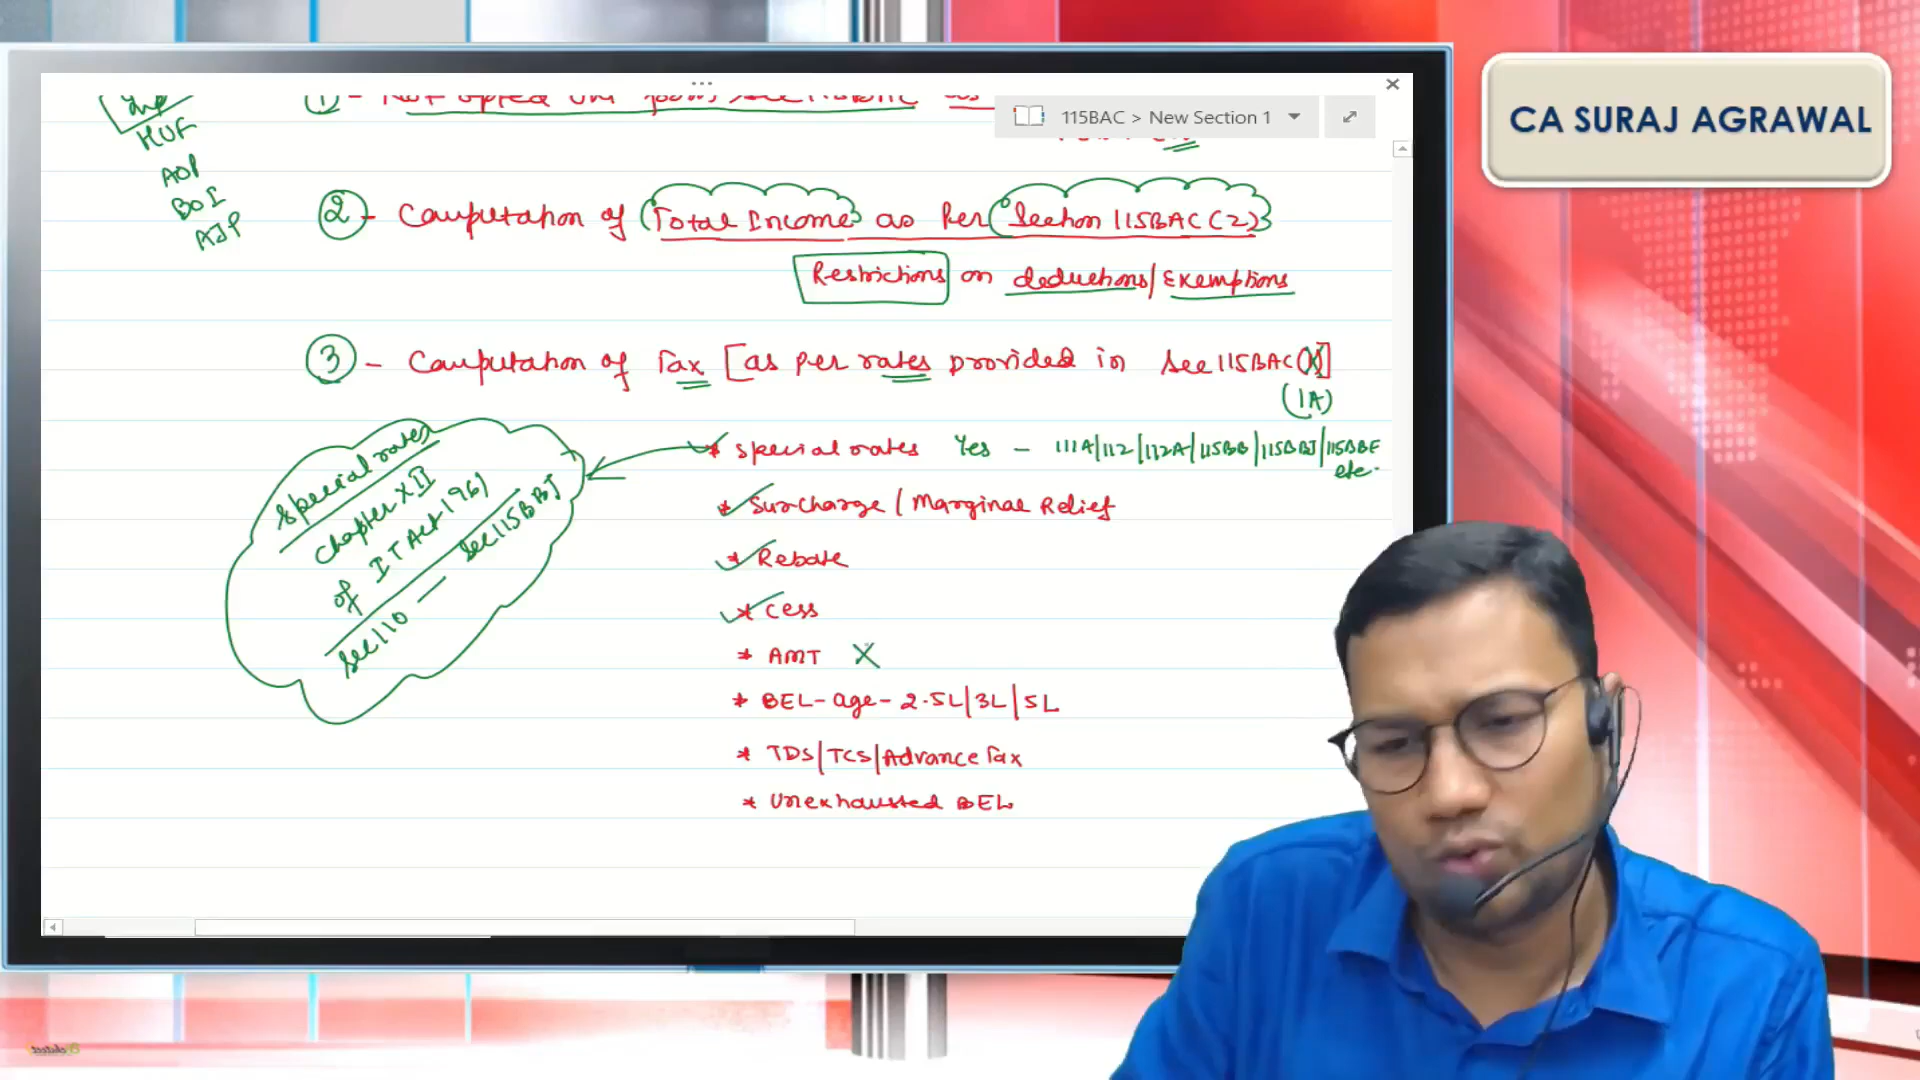 CA SURAJ AGRAWAL
115BAC > New Section 1
HUF
AOP
BOI
AJP
② - Computation of Total Income as Per Section 115BAC(2)
Restrictions on deductions/Exemptions
③ - Computation of Tax [as per rates provided in Sec 115BAC
(1A)
* Special rates Yes - 111A/112/112A/115BB/115BBJ/115BBE
etc.
* Surcharge / Marginal Relief
* Rebate
* Cess
* AMT X
* BEL - age - 2.5L/3L/5L
* TDS/TCS/Advance Tax
* Unexhausted BEL
Special rates
Chapter XII
of IT Act 1961
Sec 110 — Sec 115BBJ